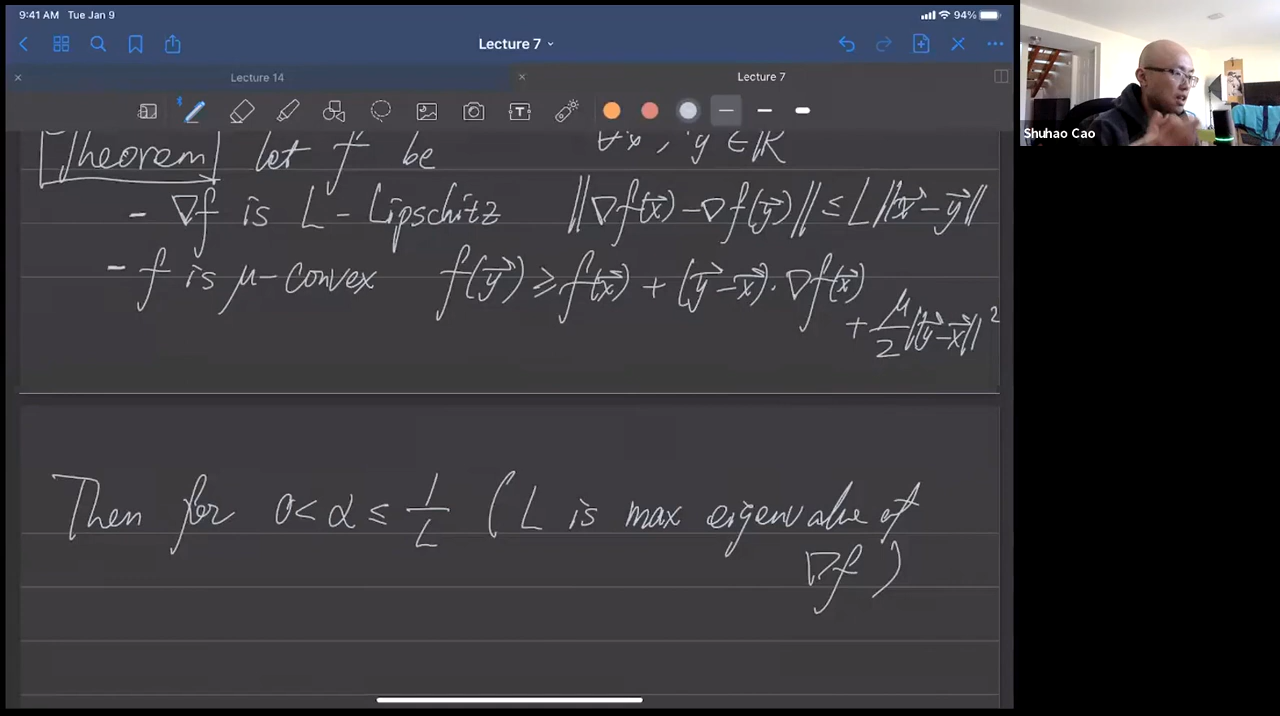 9:41 AM Tue Jan 9
94%
Lecture 7
Lecture 14
Lecture 7
Shuhao Cao
Theorem let f be ∀x, y ∈ ℝ
- ∇f is L-Lipschitz ‖∇f(x⃗) - ∇f(y⃗)‖ ≤ L‖x⃗ - y⃗‖
- f is μ-convex f(y⃗) ≥ f(x⃗) + (y⃗ - x⃗)·∇f(x⃗)
+ μ/2 ‖y⃗ - x⃗‖²
Then for 0 < α ≤ 1/L (L is max eigenvalue of
∇f)